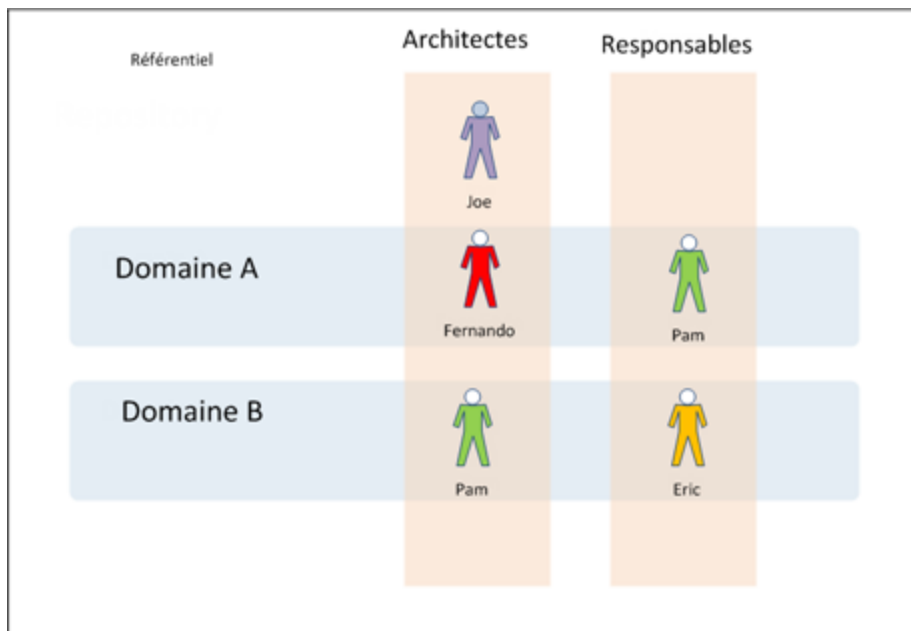 Référentiel
Architectes
Responsables
Joe
Domaine A
Fernando
Pam
Domaine B
Pam
Eric